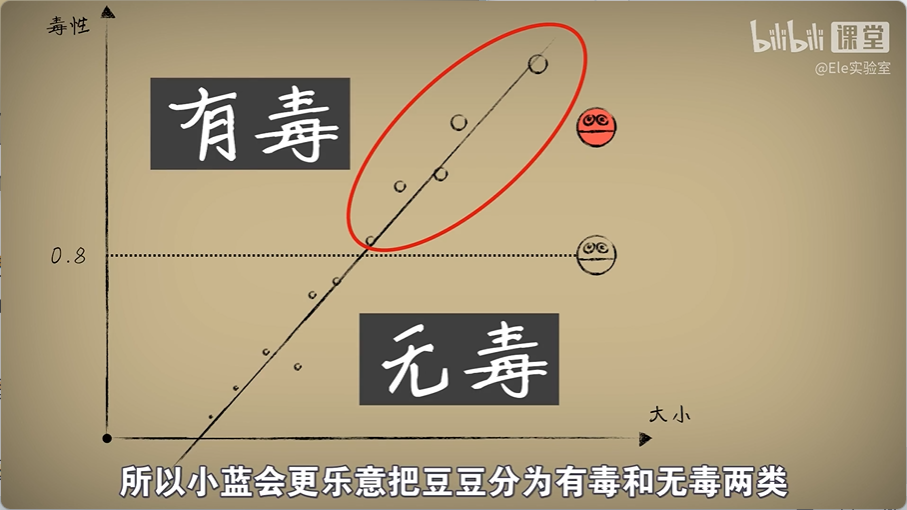 毒性
bilibili 课堂
@Ele实验室
有毒
0.8
无毒
大小
所以小蓝会更乐意把豆豆分为有毒和无毒两类